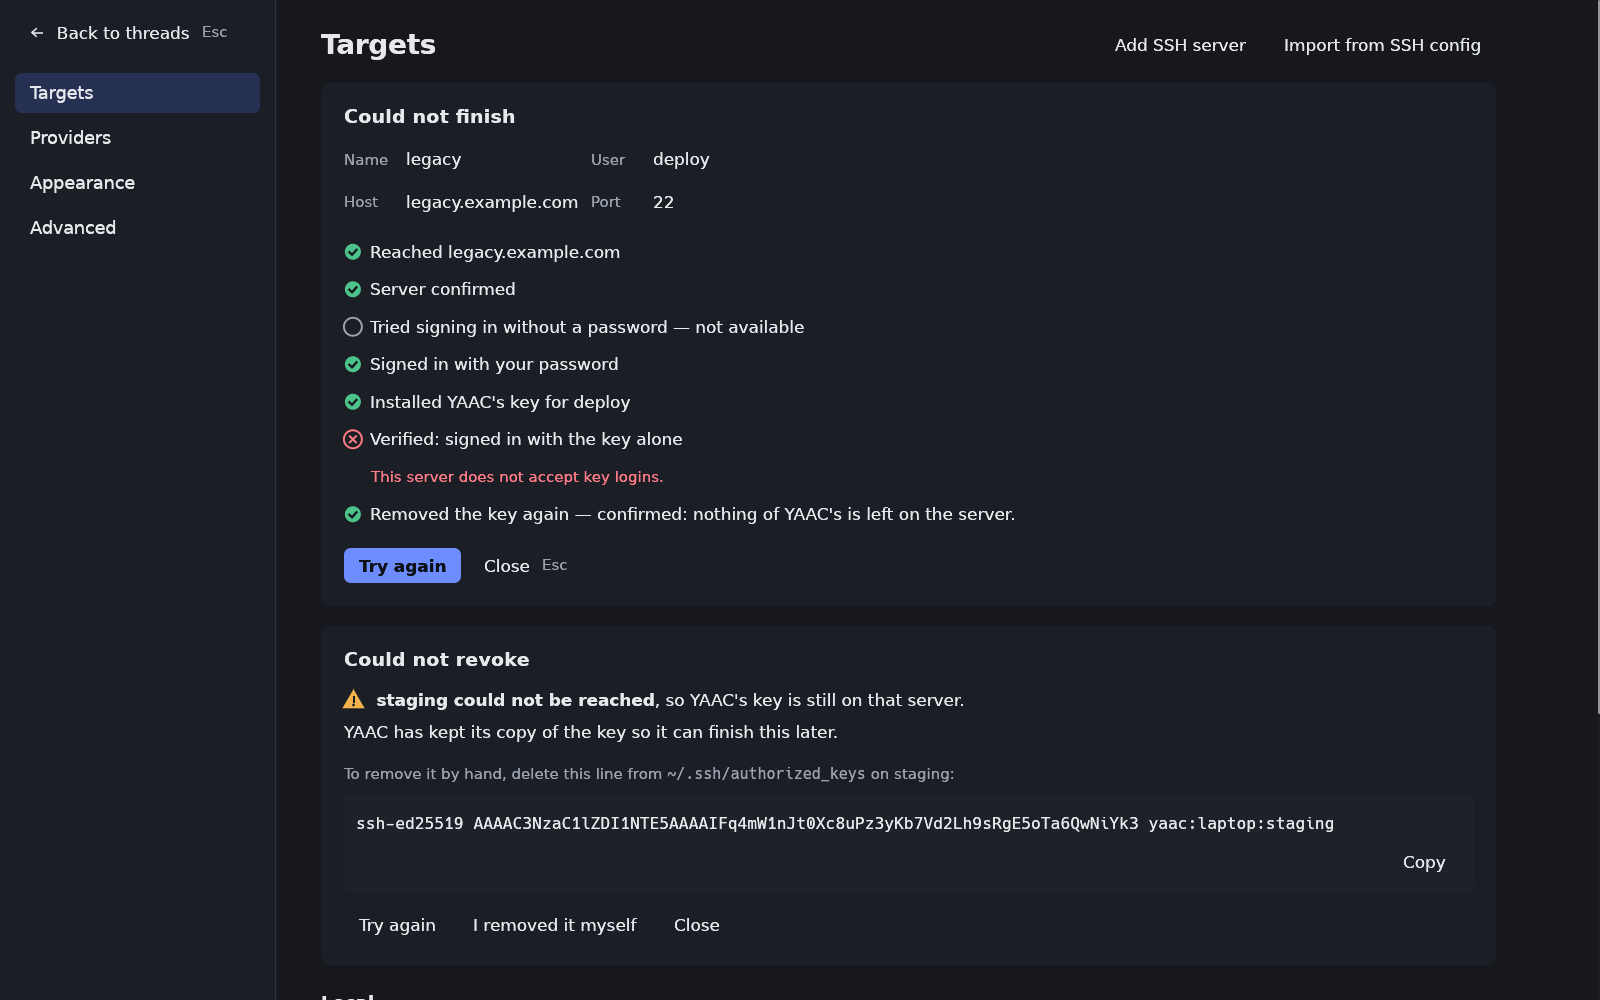 Back to threads Esc
Targets
Providers
Appearance
Advanced
Targets
Add SSH server
Import from SSH config
Could not finish
Name legacy User deploy
Host legacy.example.com Port 22
Reached legacy.example.com
Server confirmed
Tried signing in without a password — not available
Signed in with your password
Installed YAAC's key for deploy
Verified: signed in with the key alone
This server does not accept key logins.
Removed the key again — confirmed: nothing of YAAC's is left on the server.
Try again Close Esc
Could not revoke
staging could not be reached, so YAAC's key is still on that server.
YAAC has kept its copy of the key so it can finish this later.
To remove it by hand, delete this line from ~/.ssh/authorized_keys on staging:
ssh-ed25519 AAAAC3NzaC1lZDI1NTE5AAAAIFq4mW1nJt0Xc8uPz3yKb7Vd2Lh9sRgE5oTa6QwNiYk3 yaac:laptop:staging
Copy
Try again I removed it myself Close